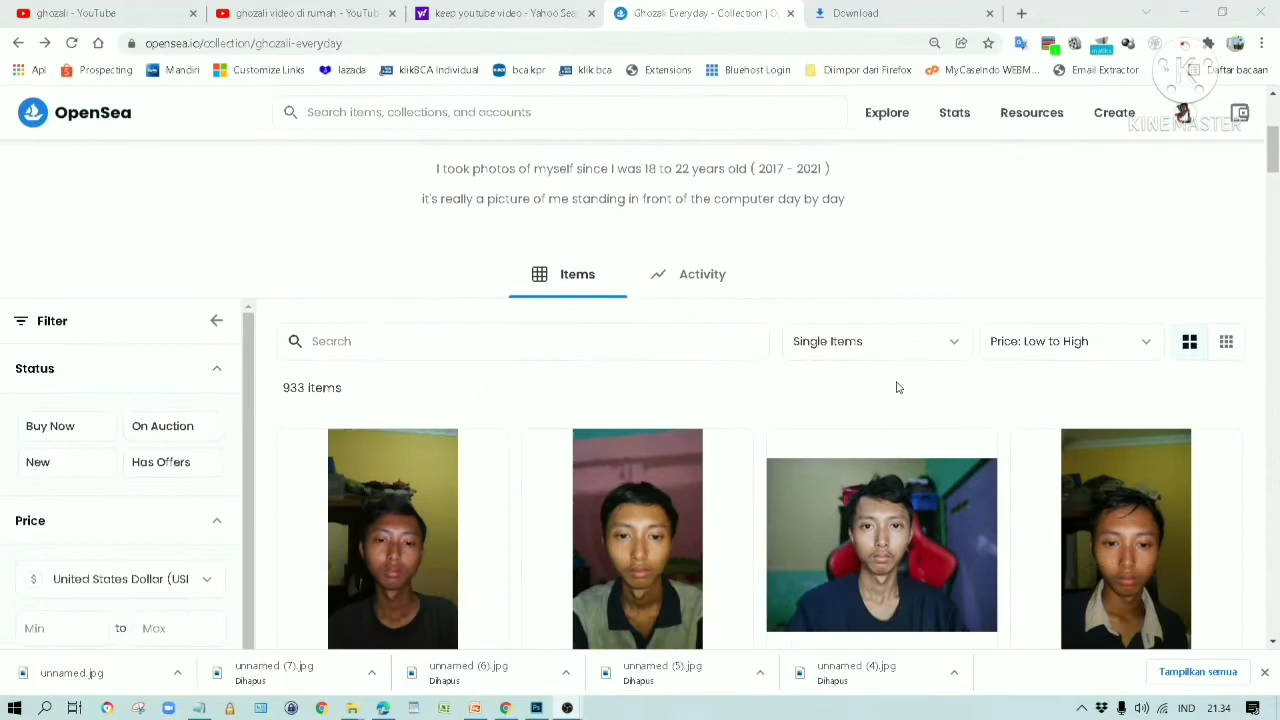 ghozali - YouTube
ghozali video di rumah - YouTub
keep youtube video - Yahoo Sea
Ghozali Everyday - Collection | O
Download
opensea.io/collection/ghozali-everyday
Apl
Prospecting
Mandiri
Customize Links
lazada
klikBCA Individual
bca kpr
klik bca
Extensions
Bluehost Login
Diimpor dari Firefox
MyCaseIndo WEBM...
Email Extractor
Daftar bacaan
OpenSea
Search items, collections, and accounts
Explore
Stats
Resources
Create
KINEMASTER
I took photos of myself since I was 18 to 22 years old ( 2017 - 2021 )
it's really a picture of me standing in front of the computer day by day
Items
Activity
Filter
Search
Single Items
Price: Low to High
Status
933 items
Buy Now
On Auction
New
Has Offers
Price
$ United States Dollar (USI
Min
to
Max
unnamed.jpg
unnamed (7).jpg
Dihapus
unnamed (6).jpg
Dihapus
unnamed (5).jpg
Dihapus
unnamed (4).jpg
Dihapus
Tampilkan semua
IND
21.34